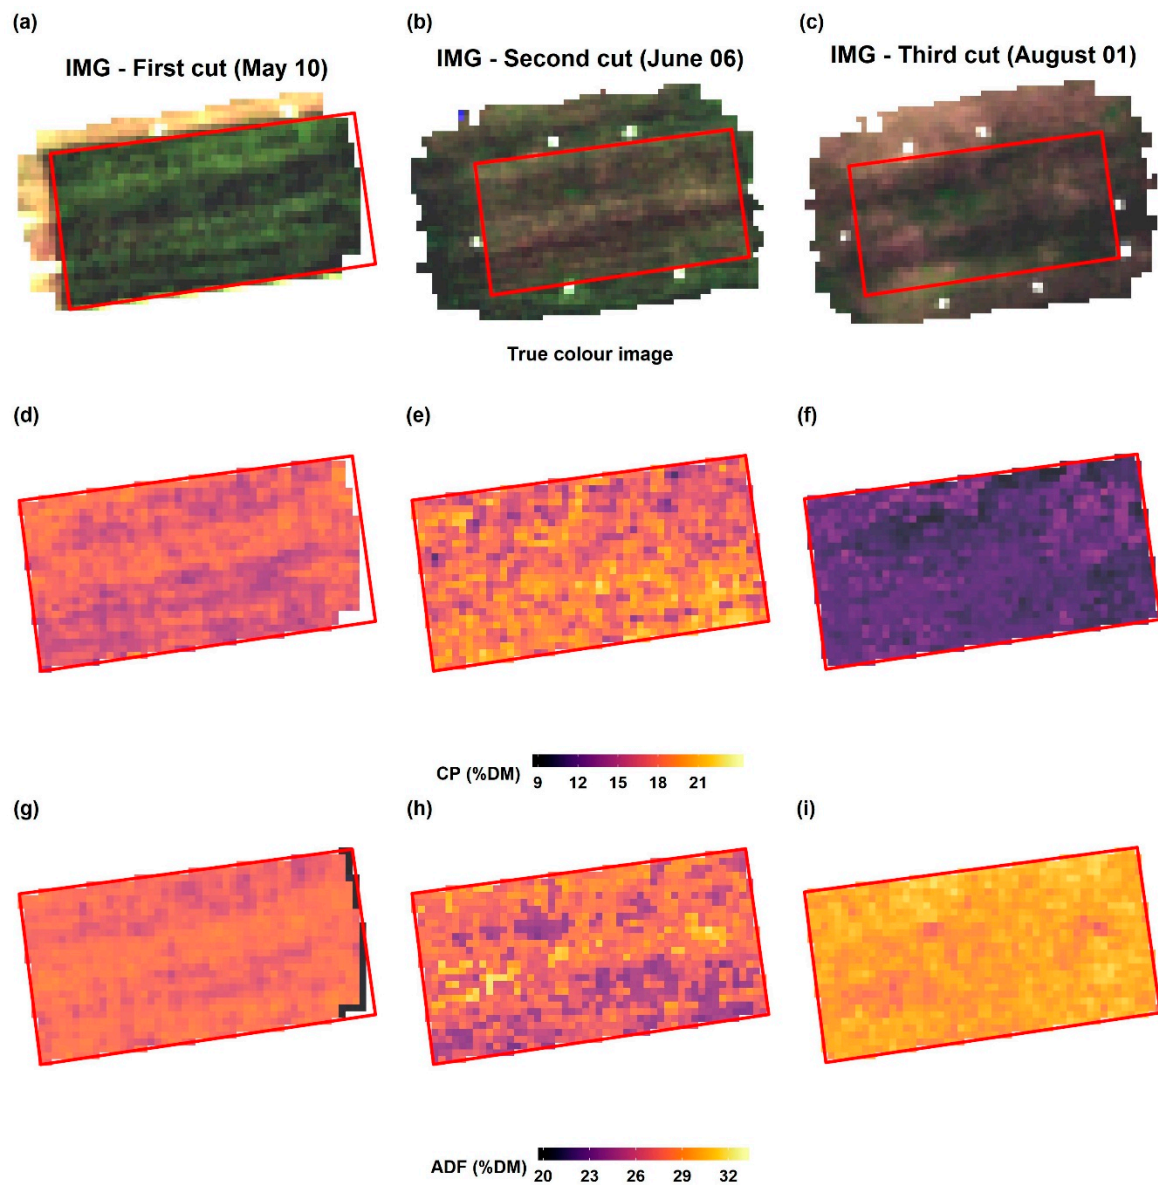 (a) (b) (c)
IMG - First cut (May 10) IMG - Second cut (June 06) IMG - Third cut (August 01)
True colour image
(d) (e) (f)
CP (%DM)
9 12 15 18 21
(g) (h) (i)
ADF (%DM)
20 23 26 29 32